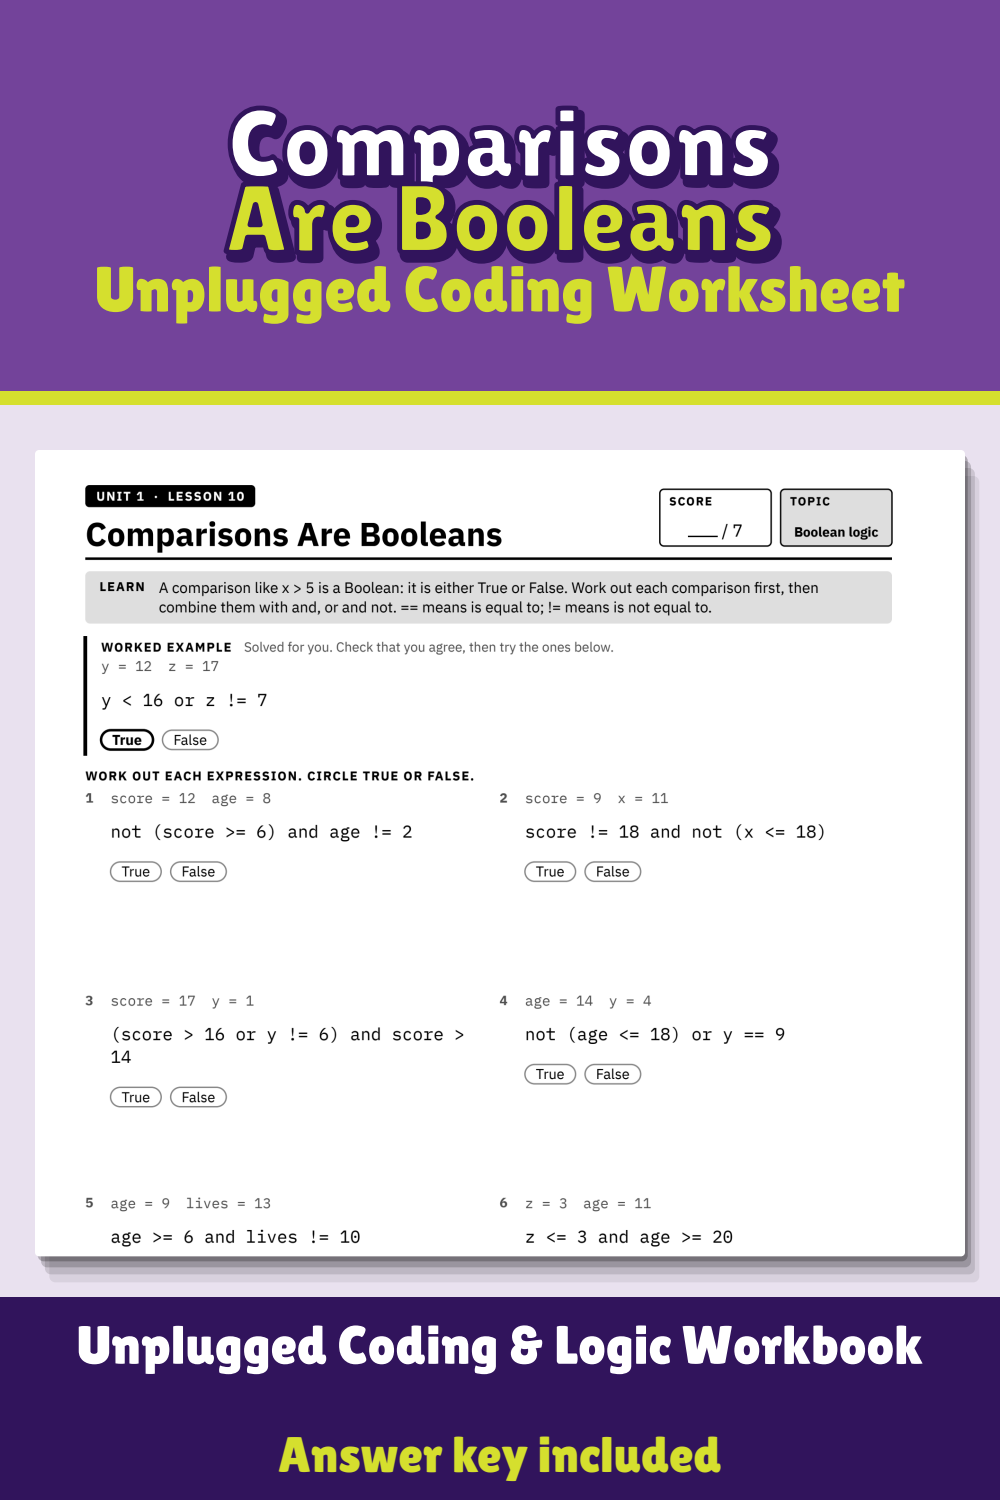 Comparisons
Are Booleans
Unplugged Coding Worksheet
UNIT 1 · LESSON 10
Comparisons Are Booleans
SCORE
___ / 7
TOPIC
Boolean logic
LEARN A comparison like x > 5 is a Boolean: it is either True or False. Work out each comparison first, then
combine them with and, or and not. == means is equal to; != means is not equal to.
WORKED EXAMPLE Solved for you. Check that you agree, then try the ones below.
y = 12 z = 17
y < 16 or z != 7
True False
WORK OUT EACH EXPRESSION. CIRCLE TRUE OR FALSE.
1 score = 12 age = 8
not (score >= 6) and age != 2
True False
2 score = 9 x = 11
score != 18 and not (x <= 18)
True False
3 score = 17 y = 1
(score > 16 or y != 6) and score >
14
True False
4 age = 14 y = 4
not (age <= 18) or y == 9
True False
5 age = 9 lives = 13
age >= 6 and lives != 10
6 z = 3 age = 11
z <= 3 and age >= 20
Unplugged Coding & Logic Workbook
Answer key included